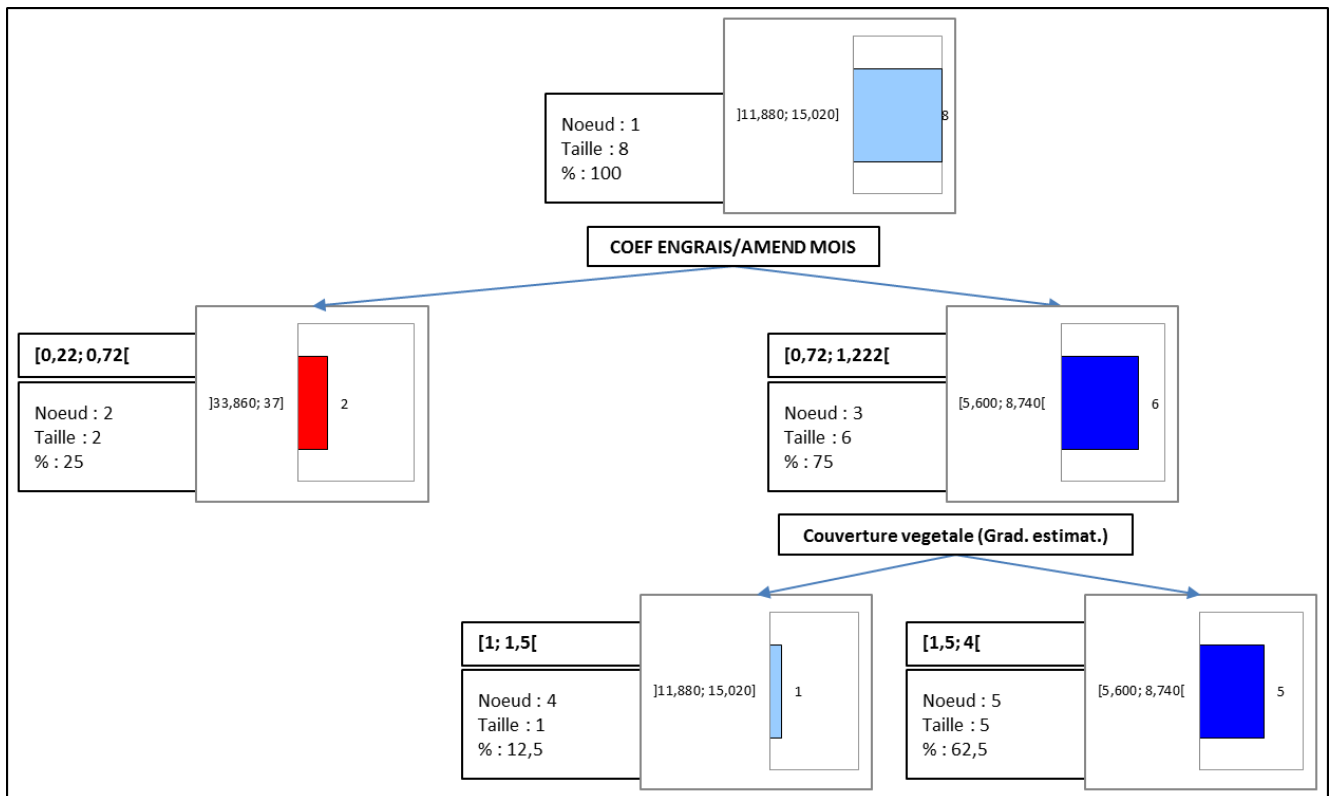 ]11,880; 15,020]
8
Noeud : 1
Taille : 8
% : 100
COEF ENGRAIS/AMEND MOIS
[0,22; 0,72[
Noeud : 2
Taille : 2
% : 25
]33,860; 37]
2
[0,72; 1,222[
Noeud : 3
Taille : 6
% : 75
[5,600; 8,740[
6
Couverture vegetale (Grad. estimat.)
[1; 1,5[
Noeud : 4
Taille : 1
% : 12,5
]11,880; 15,020]
1
[1,5; 4[
Noeud : 5
Taille : 5
% : 62,5
[5,600; 8,740[
5